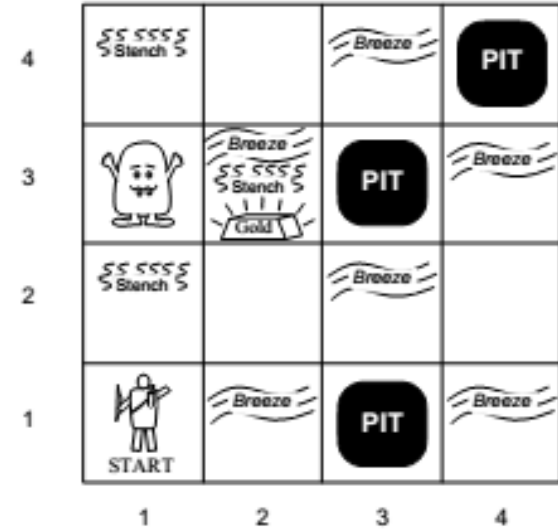 4
Stench
Breeze
PIT
3
Breeze
Stench
Gold
PIT
Breeze
2
Stench
Breeze
1
START
Breeze
PIT
Breeze
1 2 3 4